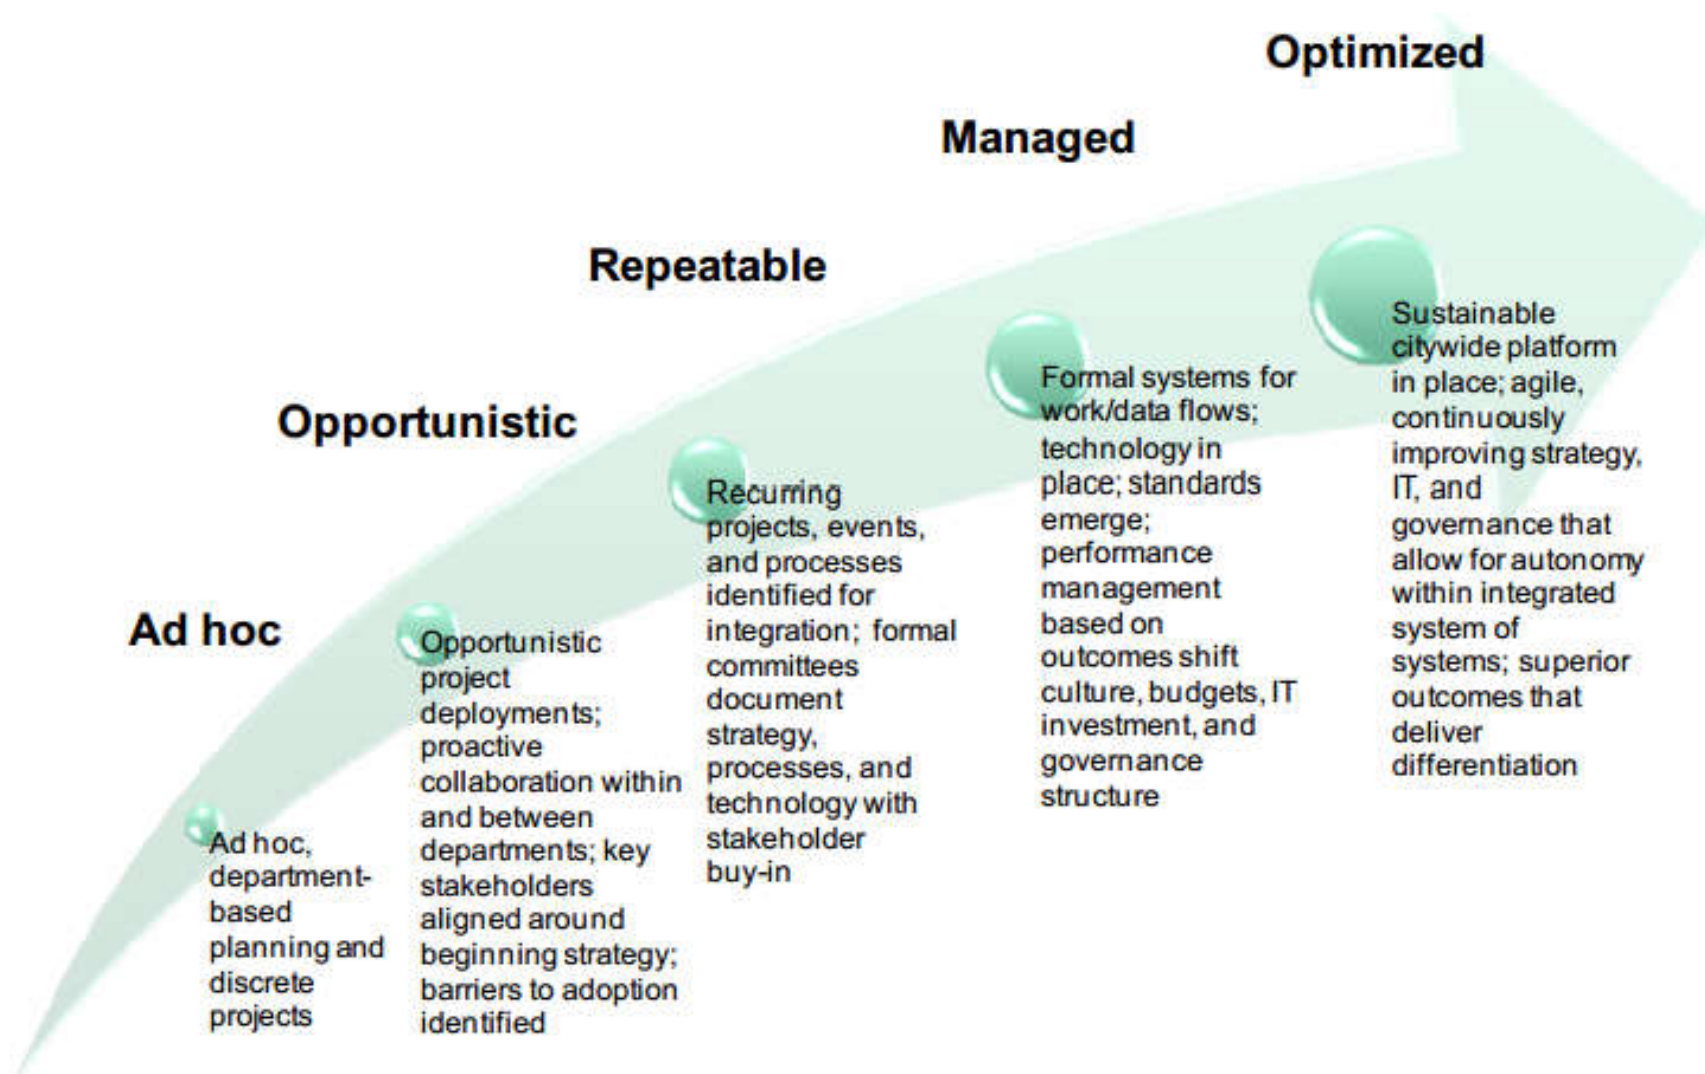 Optimized
Managed
Repeatable
Opportunistic
Ad hoc
Ad hoc,
department-
based
planning and
discrete
projects
Opportunistic
project
deployments;
proactive
collaboration within
and between
departments; key
stakeholders
aligned around
beginning strategy;
barriers to adoption
identified
Recurring
projects, events,
and processes
identified for
integration; formal
committees
document
strategy,
processes, and
technology with
stakeholder
buy-in
Formal systems for
work/data flows;
technology in
place; standards
emerge;
performance
management
based on
outcomes shift
culture, budgets, IT
investment, and
governance
structure
Sustainable
citywide platform
in place; agile,
continuously
improving strategy,
IT, and
governance that
allow for autonomy
within integrated
system of
systems; superior
outcomes that
deliver
differentiation